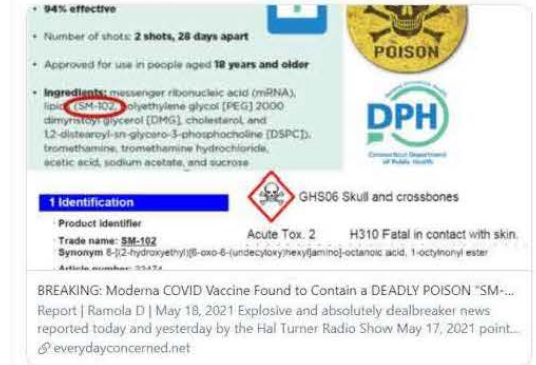 • 94% effective
• Number of shots: 2 shots, 28 days apart
• Approved for use in people aged 18 years and older
• Ingredients: messenger ribonucleic acid (mRNA),
(SM-102, polyethylene glycol [PEG] 2000
dimyristoyl glycerol [DMG], cholesterol, and
1,2-distearoyl-sn-glycero-3-phosphocholine [DSPC]),
tromethamine, tromethamine hydrochloride,
acetic acid, sodium acetate, and sucrose
POISON
DPH
Connecticut Department
of Public Health
1 Identification
· Product identifier
· Trade name: SM-102
· Synonym 8-[(2-hydroxyethyl)[6-oxo-6-(undecyloxy)hexyl]amino]-octanoic acid, 1-octylnonyl ester
· Article number: 33474
GHS06 Skull and crossbones
Acute Tox. 2 H310 Fatal in contact with skin.
BREAKING: Moderna COVID Vaccine Found to Contain a DEADLY POISON "SM-...
Report | Ramola D | May 18, 2021 Explosive and absolutely dealbreaker news
reported today and yesterday by the Hal Turner Radio Show May 17, 2021 point...
everydayconcerned.net